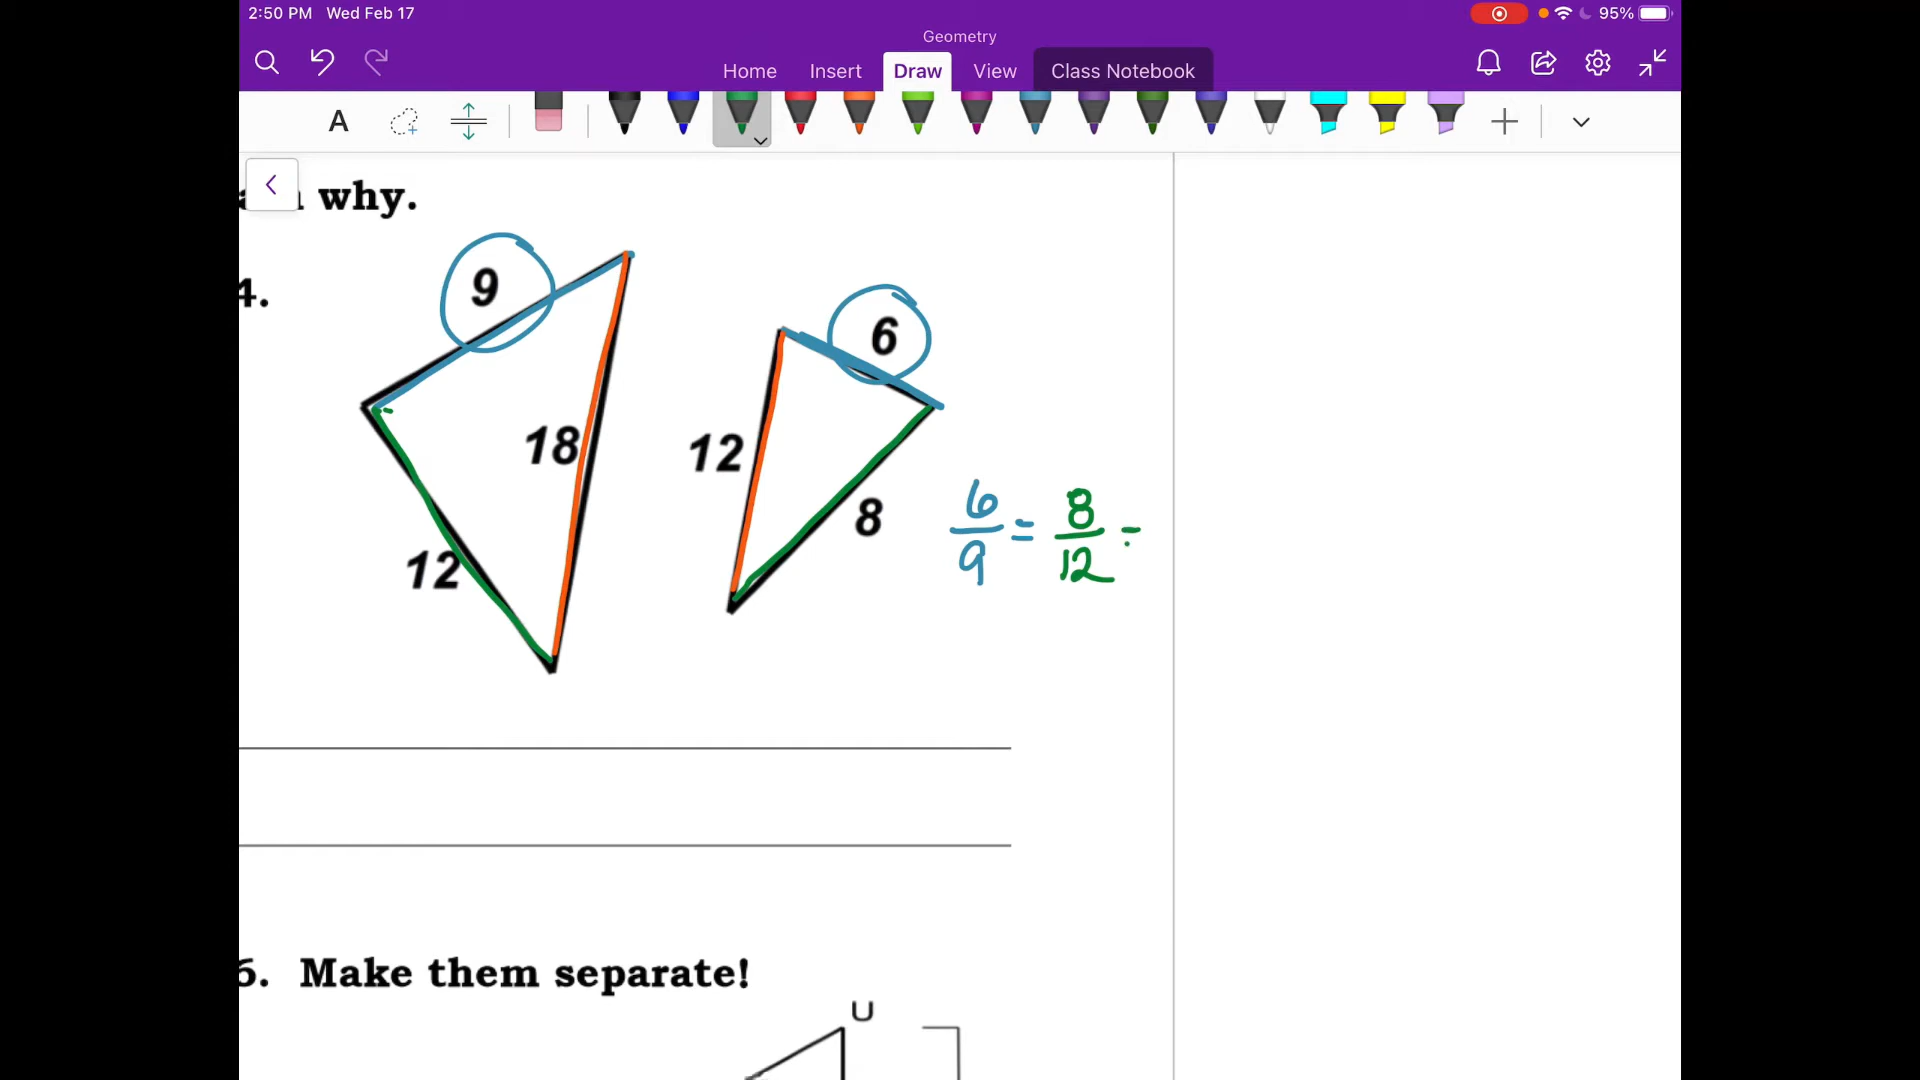 2:50 PM Wed Feb 17
95%
Geometry
Home Insert Draw View Class Notebook
A
why.
4.
9
18
12
6
12
8
6/9 = 8/12 =
6. Make them separate!
U